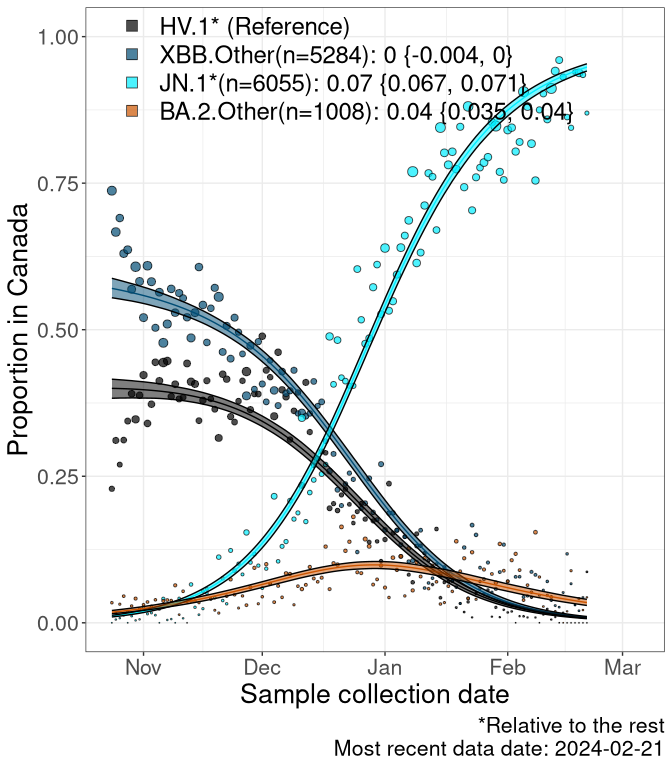 HV.1* (Reference)
XBB.Other(n=5284): 0 {-0.004, 0}
JN.1*(n=6055): 0.07 {0.067, 0.071}
BA.2.Other(n=1008): 0.04 {0.035, 0.04}
1.00
0.75
0.50
0.25
0.00
Proportion in Canada
Nov Dec Jan Feb Mar
Sample collection date
*Relative to the rest
Most recent data date: 2024-02-21